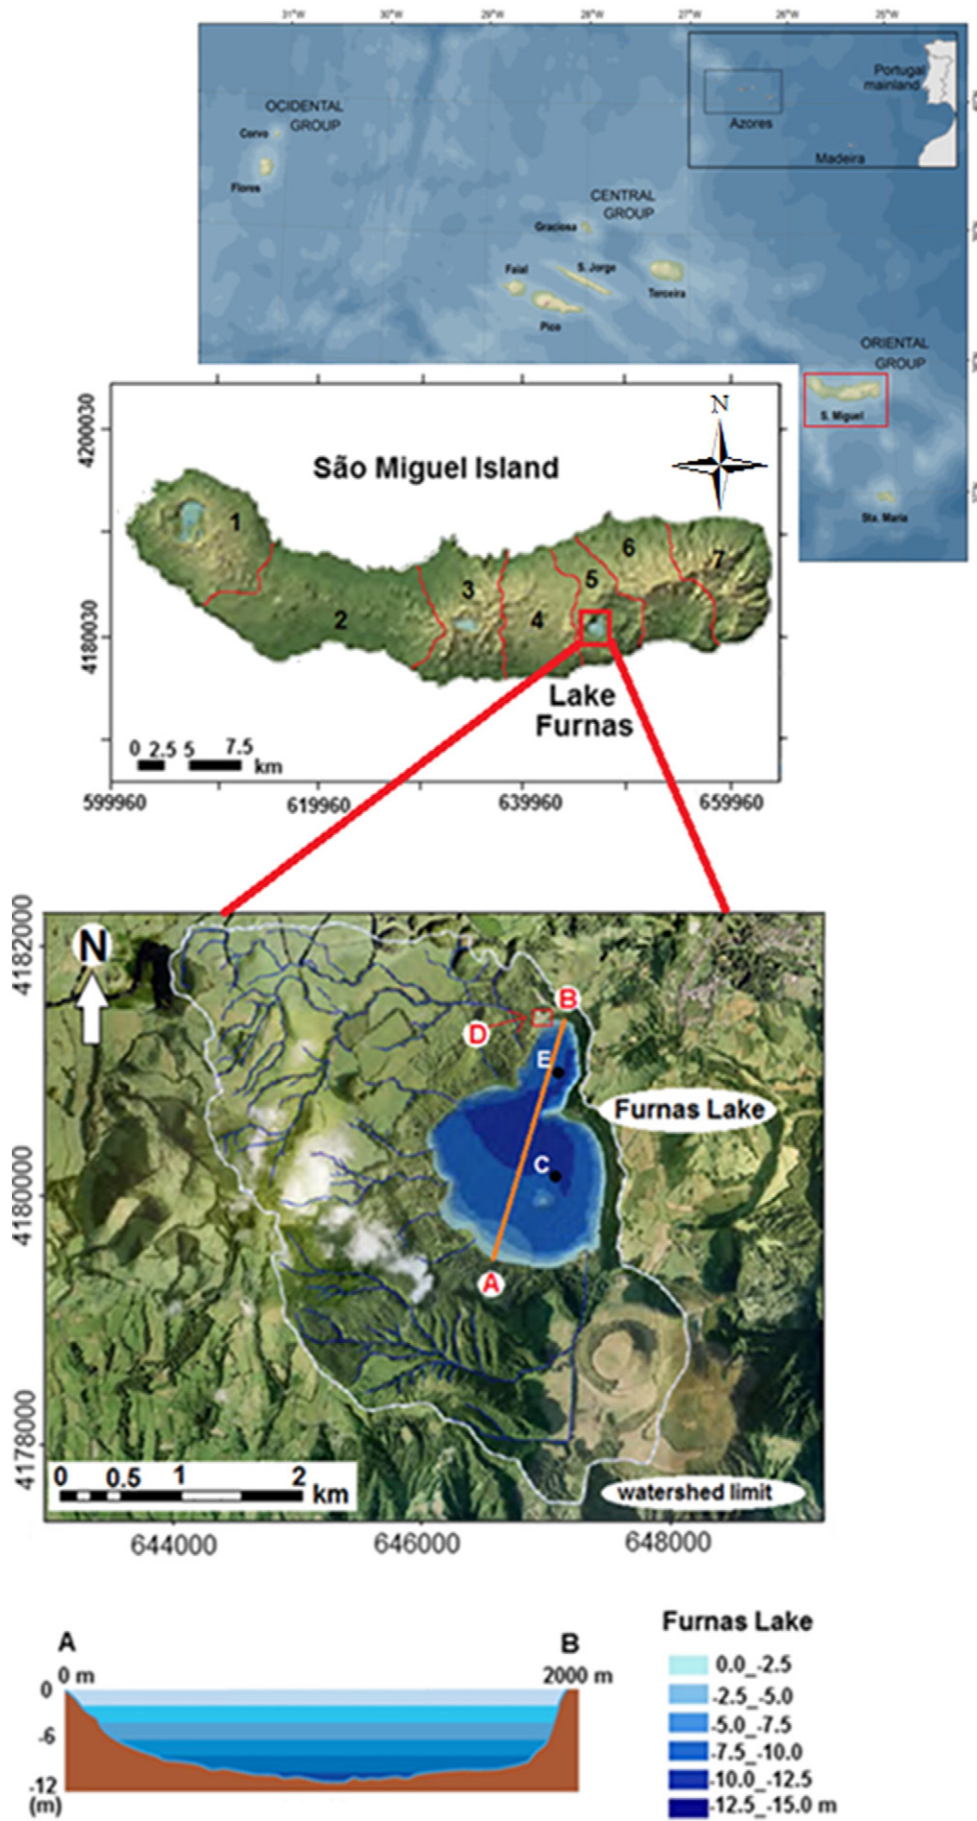 31°W 30°W 29°W 28°W 27°W 26°W 25°W
OCIDENTAL
GROUP
Corvo
Flores
CENTRAL
GROUP
Graciosa
Faial
S. Jorge
Terceira
Pico
Portugal
mainland
Azores
Madeira
ORIENTAL
GROUP
S. Miguel
Sta. Maria
São Miguel Island
N
4200030
4180030
1
2
3
4
5
6
7
Lake
Furnas
0 2.5 5 7.5
km
599960 619960 639960 659960
4182000
4180000
4178000
N
B
D
E
Furnas Lake
C
A
0 0.5 1 2
km
watershed limit
644000 646000 648000
A B
0 m 2000 m
0
-6
-12
(m)
Furnas Lake
0.0_-2.5
-2.5_-5.0
-5.0_-7.5
-7.5_-10.0
-10.0_-12.5
-12.5_-15.0 m